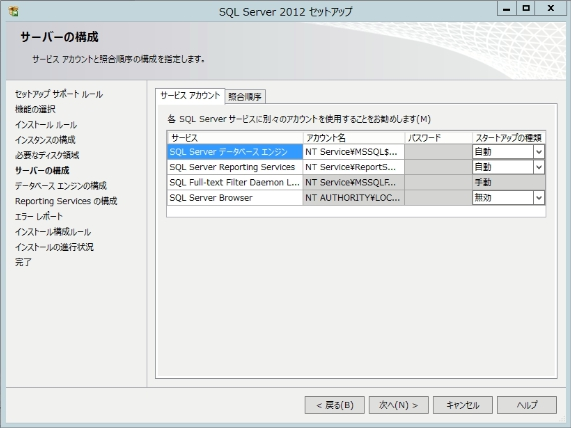 SQL Server 2012 セットアップ
サーバーの構成
サービス アカウントと照合順序の構成を指定します。
セットアップ サポート ルール
機能の選択
インストール ルール
インスタンスの構成
必要なディスク領域
サーバーの構成
データベース エンジンの構成
Reporting Services の構成
エラー レポート
インストール構成ルール
インストールの進行状況
完了
サービス アカウント 照合順序
各 SQL Server サービスに別々のアカウントを使用することをお勧めします(M)
サービス アカウント名 パスワード スタートアップの種類
SQL Server データベース エンジン NT Service¥MSSQL$... 自動
SQL Server Reporting Services NT Service¥ReportS... 自動
SQL Full-text Filter Daemon L... NT Service¥MSSQLF... 手動
SQL Server Browser NT AUTHORITY¥LOC... 無効
< 戻る(B) 次へ(N) > キャンセル ヘルプ